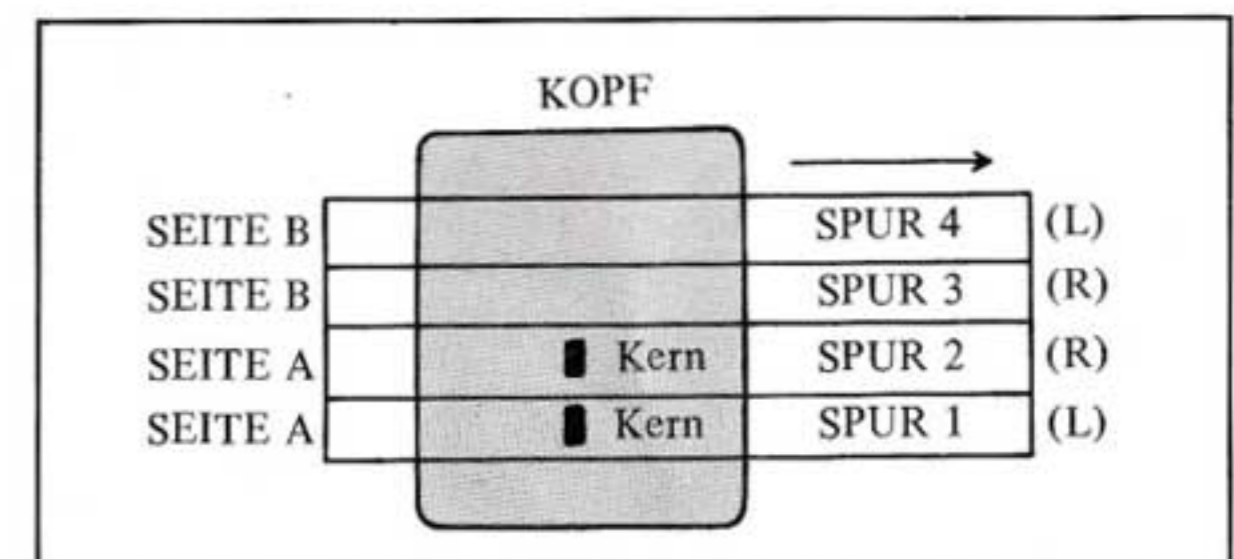 KOPF
SEITE B SPUR 4 (L)
SEITE B SPUR 3 (R)
SEITE A Kern SPUR 2 (R)
SEITE A Kern SPUR 1 (L)